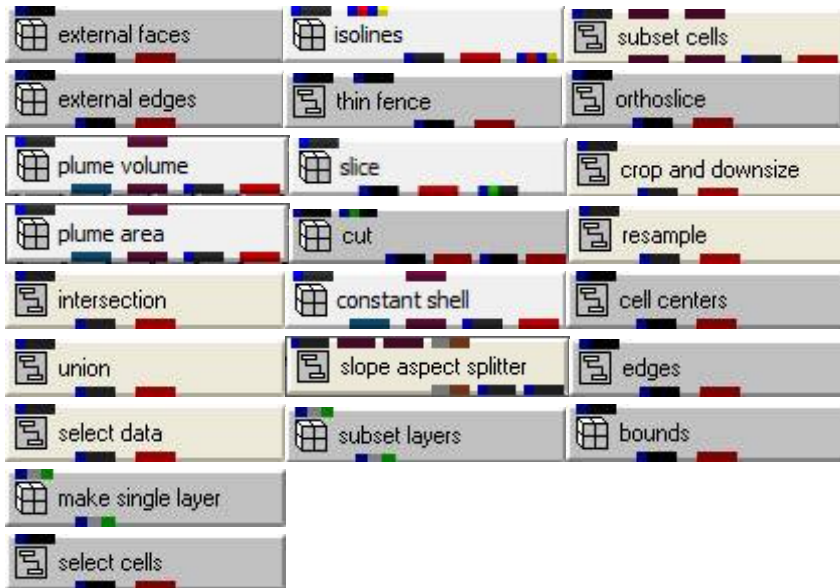 external faces
isolines
subset cells
external edges
thin fence
orthoslice
plume volume
slice
crop and downsize
plume area
cut
resample
intersection
constant shell
cell centers
union
slope aspect splitter
edges
select data
subset layers
bounds
make single layer
select cells